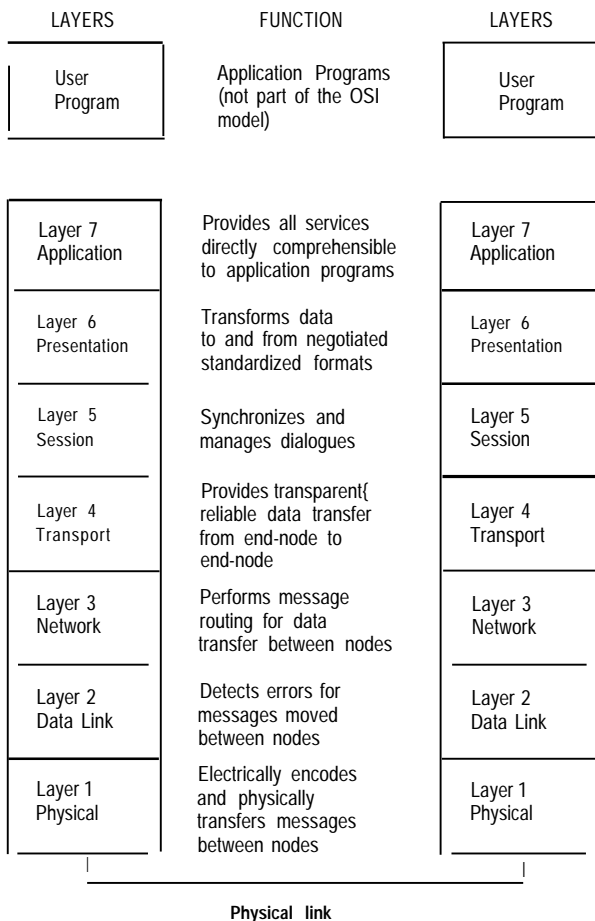 LAYERS FUNCTION LAYERS
User
Program
Application Programs
(not part of the OSI
model)
User
Program
Layer 7
Application
Provides all services
directly comprehensible
to application programs
Layer 7
Application
Layer 6
Presentation
Transforms data
to and from negotiated
standardized formats
Layer 6
Presentation
Layer 5
Session
Synchronizes and
manages dialogues
Layer 5
Session
Layer 4
Transport
Provides transparent{
reliable data transfer
from end-node to
end-node
Layer 4
Transport
Layer 3
Network
Performs message
routing for data
transfer between nodes
Layer 3
Network
Layer 2
Data Link
Detects errors for
messages moved
between nodes
Layer 2
Data Link
Layer 1
Physical
Electrically encodes
and physically
transfers messages
between nodes
Layer 1
Physical
Physical link